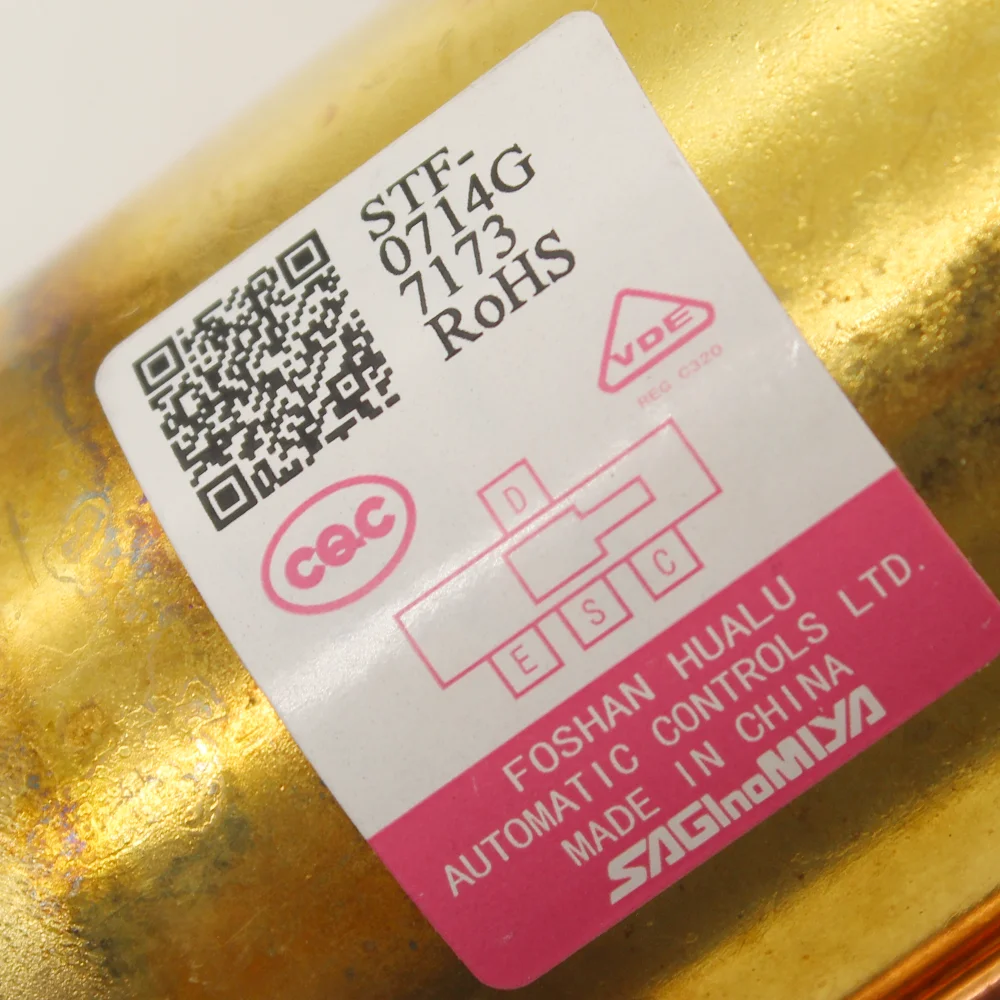 STF-
0714G
7173
RoHS
VDE
REG C320
CQC
D
E S C
FOSHAN HUALU
AUTOMATIC CONTROLS LTD.
MADE IN CHINA
SAGInoMIYA